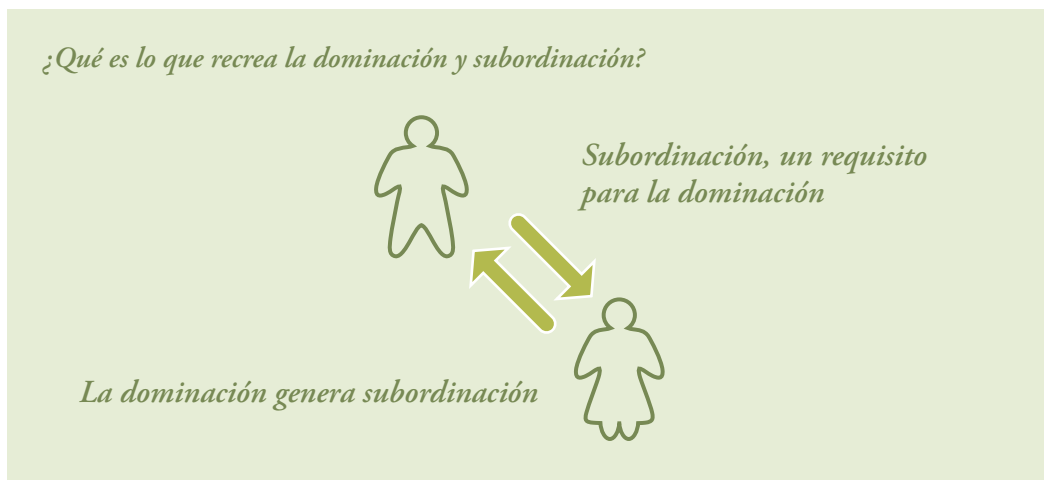 ¿Qué es lo que recrea la dominación y subordinación?
Subordinación, un requisito
para la dominación
La dominación genera subordinación